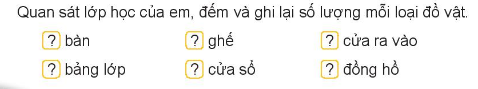 Quan sát lớp học của em, đếm và ghi lại số lượng mỗi loại đồ vật.
? bàn ? ghế ? cửa ra vào
? bảng lớp ? cửa sổ ? đồng hồ